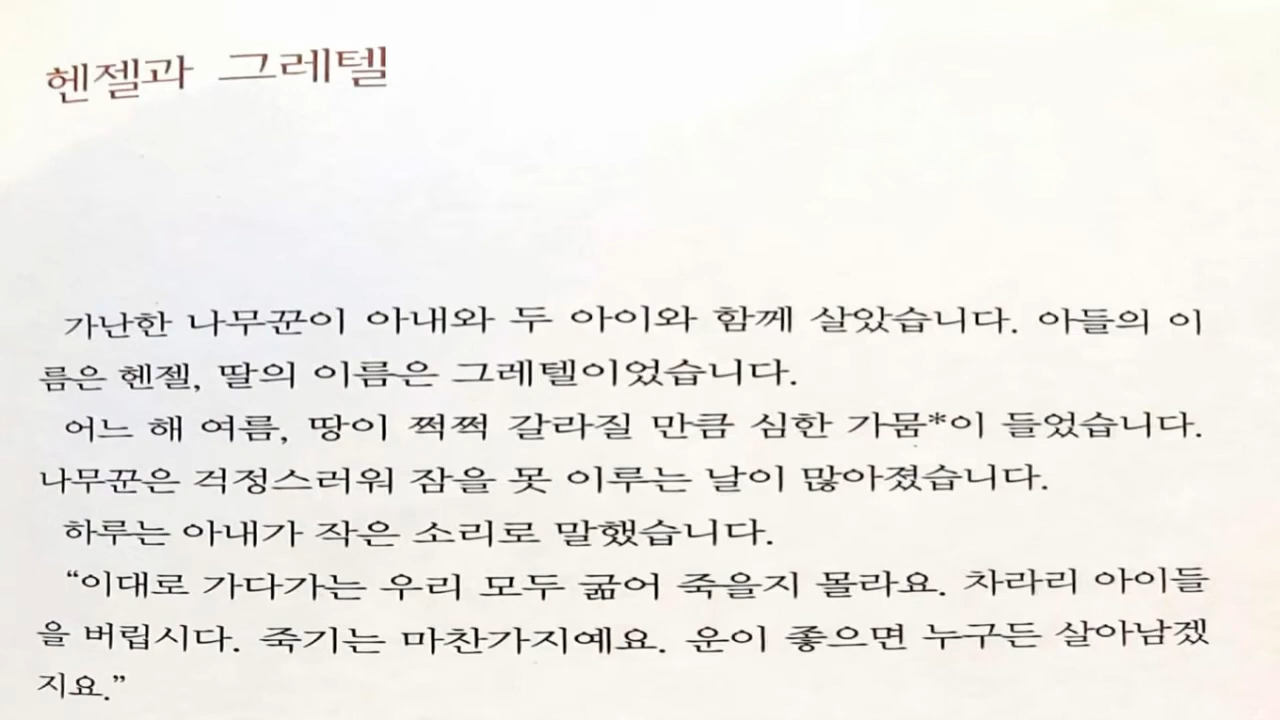 헨젤과 그레텔
가난한 나무꾼이 아내와 두 아이와 함께 살았습니다. 아들의 이
름은 헨젤, 딸의 이름은 그레텔이었습니다.
어느 해 여름, 땅이 쩍쩍 갈라질 만큼 심한 가뭄*이 들었습니다.
나무꾼은 걱정스러워 잠을 못 이루는 날이 많아졌습니다.
하루는 아내가 작은 소리로 말했습니다.
“이대로 가다가는 우리 모두 굶어 죽을지 몰라요. 차라리 아이들
을 버립시다. 죽기는 마찬가지예요. 운이 좋으면 누구든 살아남겠
지요.”